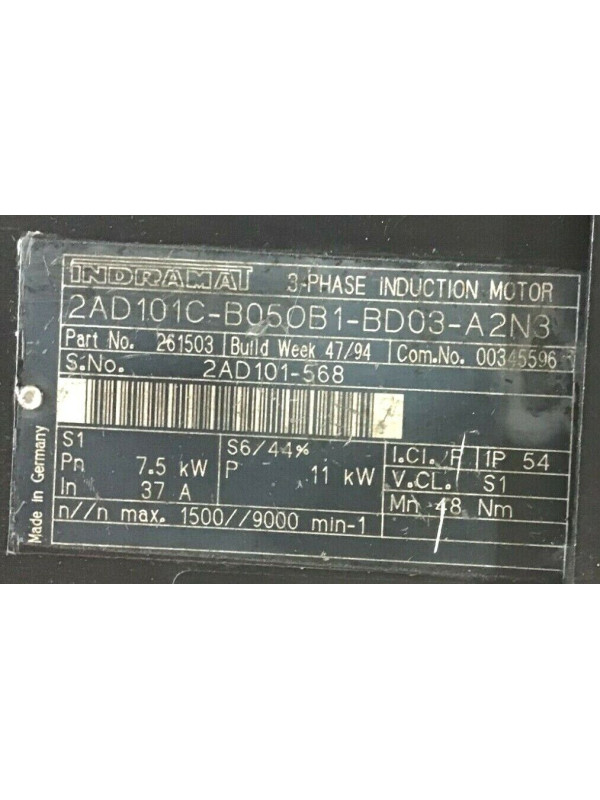 INDRAMAT 3-PHASE INDUCTION MOTOR
2AD101C-B050B1-BD03-A2N3
Part No. 261503 Build Week 47/94 Com.No. 00345596
S.No. 2AD101-568
S1 S6/44% I.Cl. F IP 54
Pn 7.5 kW P 11 kW V.CL. S1
In 37 A Mn 48 Nm
n//n max. 1500//9000 min-1
Made in Germany